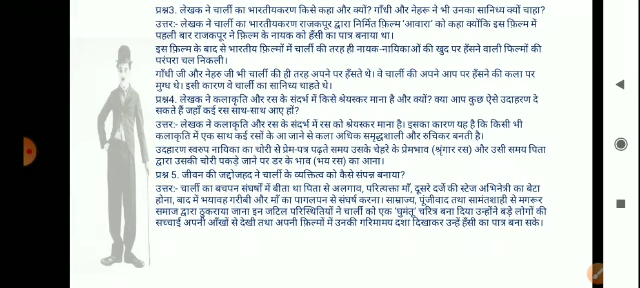 प्रश्न3. लेखक ने चार्ली का भारतीयकरण किसे कहा और क्यों? गाँधी और नेहरू ने भी उनका सानिध्य क्यों चाहा?
उत्तर:- लेखक ने चार्ली का भारतीयकरण राजकपूर द्वारा निर्मित फ़िल्म 'आवारा' को कहा क्योंकि इस फ़िल्म में
पहली बार राजकपूर ने फ़िल्म के नायक को हँसी का पात्र बनाया था।
इस फ़िल्म के बाद से भारतीय फ़िल्मों में चार्ली की तरह ही नायक-नायिकाओं की खुद पर हँसने वाली फिल्मों की
परंपरा चल निकली।
गाँधी जी और नेहरु जी भी चार्ली की ही तरह अपने पर हँसते थे। वे चार्ली की अपने आप पर हँसने की कला पर
मुग्ध थे। इसी कारण वे चार्ली का सानिध्य चाहते थे।
प्रश्न4. लेखक ने कलाकृति और रस के संदर्भ में किसे श्रेयस्कर माना है और क्यों? क्या आप कुछ ऐसे उदाहरण दे
सकते हैं जहाँ कई रस साथ-साथ आए हों?
उत्तर:- लेखक ने कलाकृति और रस के संदर्भ में रस को श्रेयस्कर माना है। इसका कारण यह है कि किसी भी
कलाकृति में एक साथ कई रसों के आ जाने से कला अधिक समृद्धशाली और रुचिकर बनती है।
उदहारण स्वरुप नायिका का चोरी से प्रेम-पत्र पढ़ते समय उसके चेहरे के प्रेमभाव (श्रृंगार रस) और उसी समय पिता
द्वारा उसकी चोरी पकड़े जाने पर डर के भाव (भय रस) का आना।
प्रश्न 5. जीवन की जद्दोजहद ने चार्ली के व्यक्तित्व को कैसे संपन्न बनाया?
उत्तर:- चार्ली का बचपन संघर्षों में बीता था पिता से अलगाव, परित्यक्ता माँ, दूसरे दर्जे की स्टेज अभिनेत्री का बेटा
होना, बाद में भयावह गरीबी और माँ का पागलपन से संघर्ष करना। साम्राज्य, पूंजीवाद तथा सामंतशाही से मगरूर
समाज द्वारा ठुकराया जाना इन जटिल परिस्थितियों ने चार्ली को एक 'घुमंतू' चरित्र बना दिया उन्होंने बड़े लोगों की
सच्चाई अपनी आँखों से देखी तथा अपनी फ़िल्मों में उनकी गरिमामय दशा दिखाकर उन्हें हँसी का पात्र बना सके।